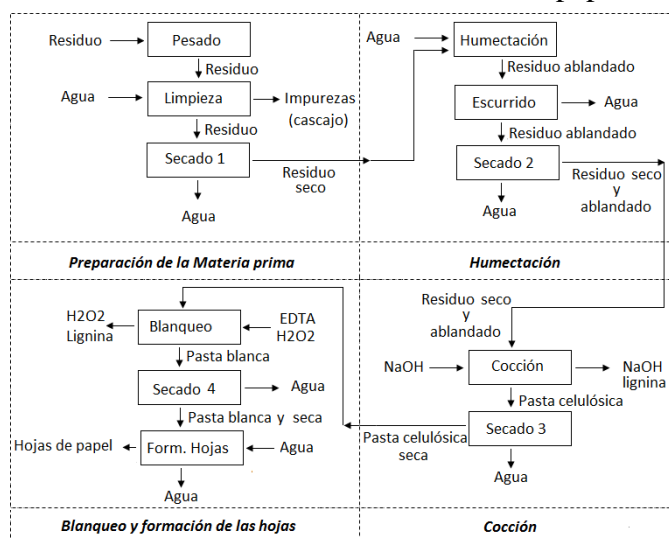 Residuo
Pesado
Residuo
Agua
Limpieza
Impurezas
(cascajo)
Residuo
Secado 1
Residuo
seco
Agua
Preparación de la Materia prima
Agua
Humectación
Residuo ablandado
Escurrido
Agua
Residuo ablandado
Secado 2
Residuo seco
y
ablandado
Agua
Humectación
H2O2
Lignina
Blanqueo
EDTA
H2O2
Pasta blanca
Secado 4
Agua
Pasta blanca y seca
Hojas de papel
Form. Hojas
Agua
Agua
Blanqueo y formación de las hojas
Residuo seco
y
ablandado
NaOH
Cocción
NaOH
lignina
Pasta celulósica
Pasta celulósica
seca
Secado 3
Agua
Cocción